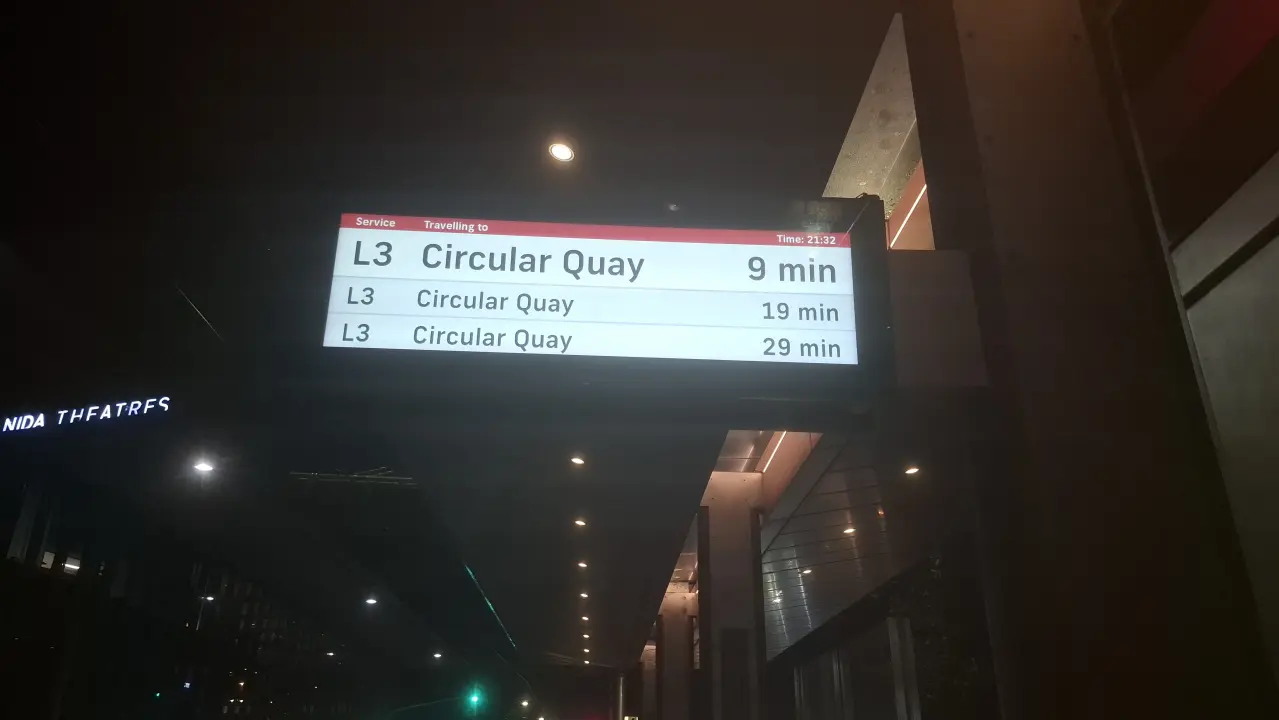 Service Travelling to Time: 21:32
L3 Circular Quay 9 min
L3 Circular Quay 19 min
L3 Circular Quay 29 min
NIDA THEATRES